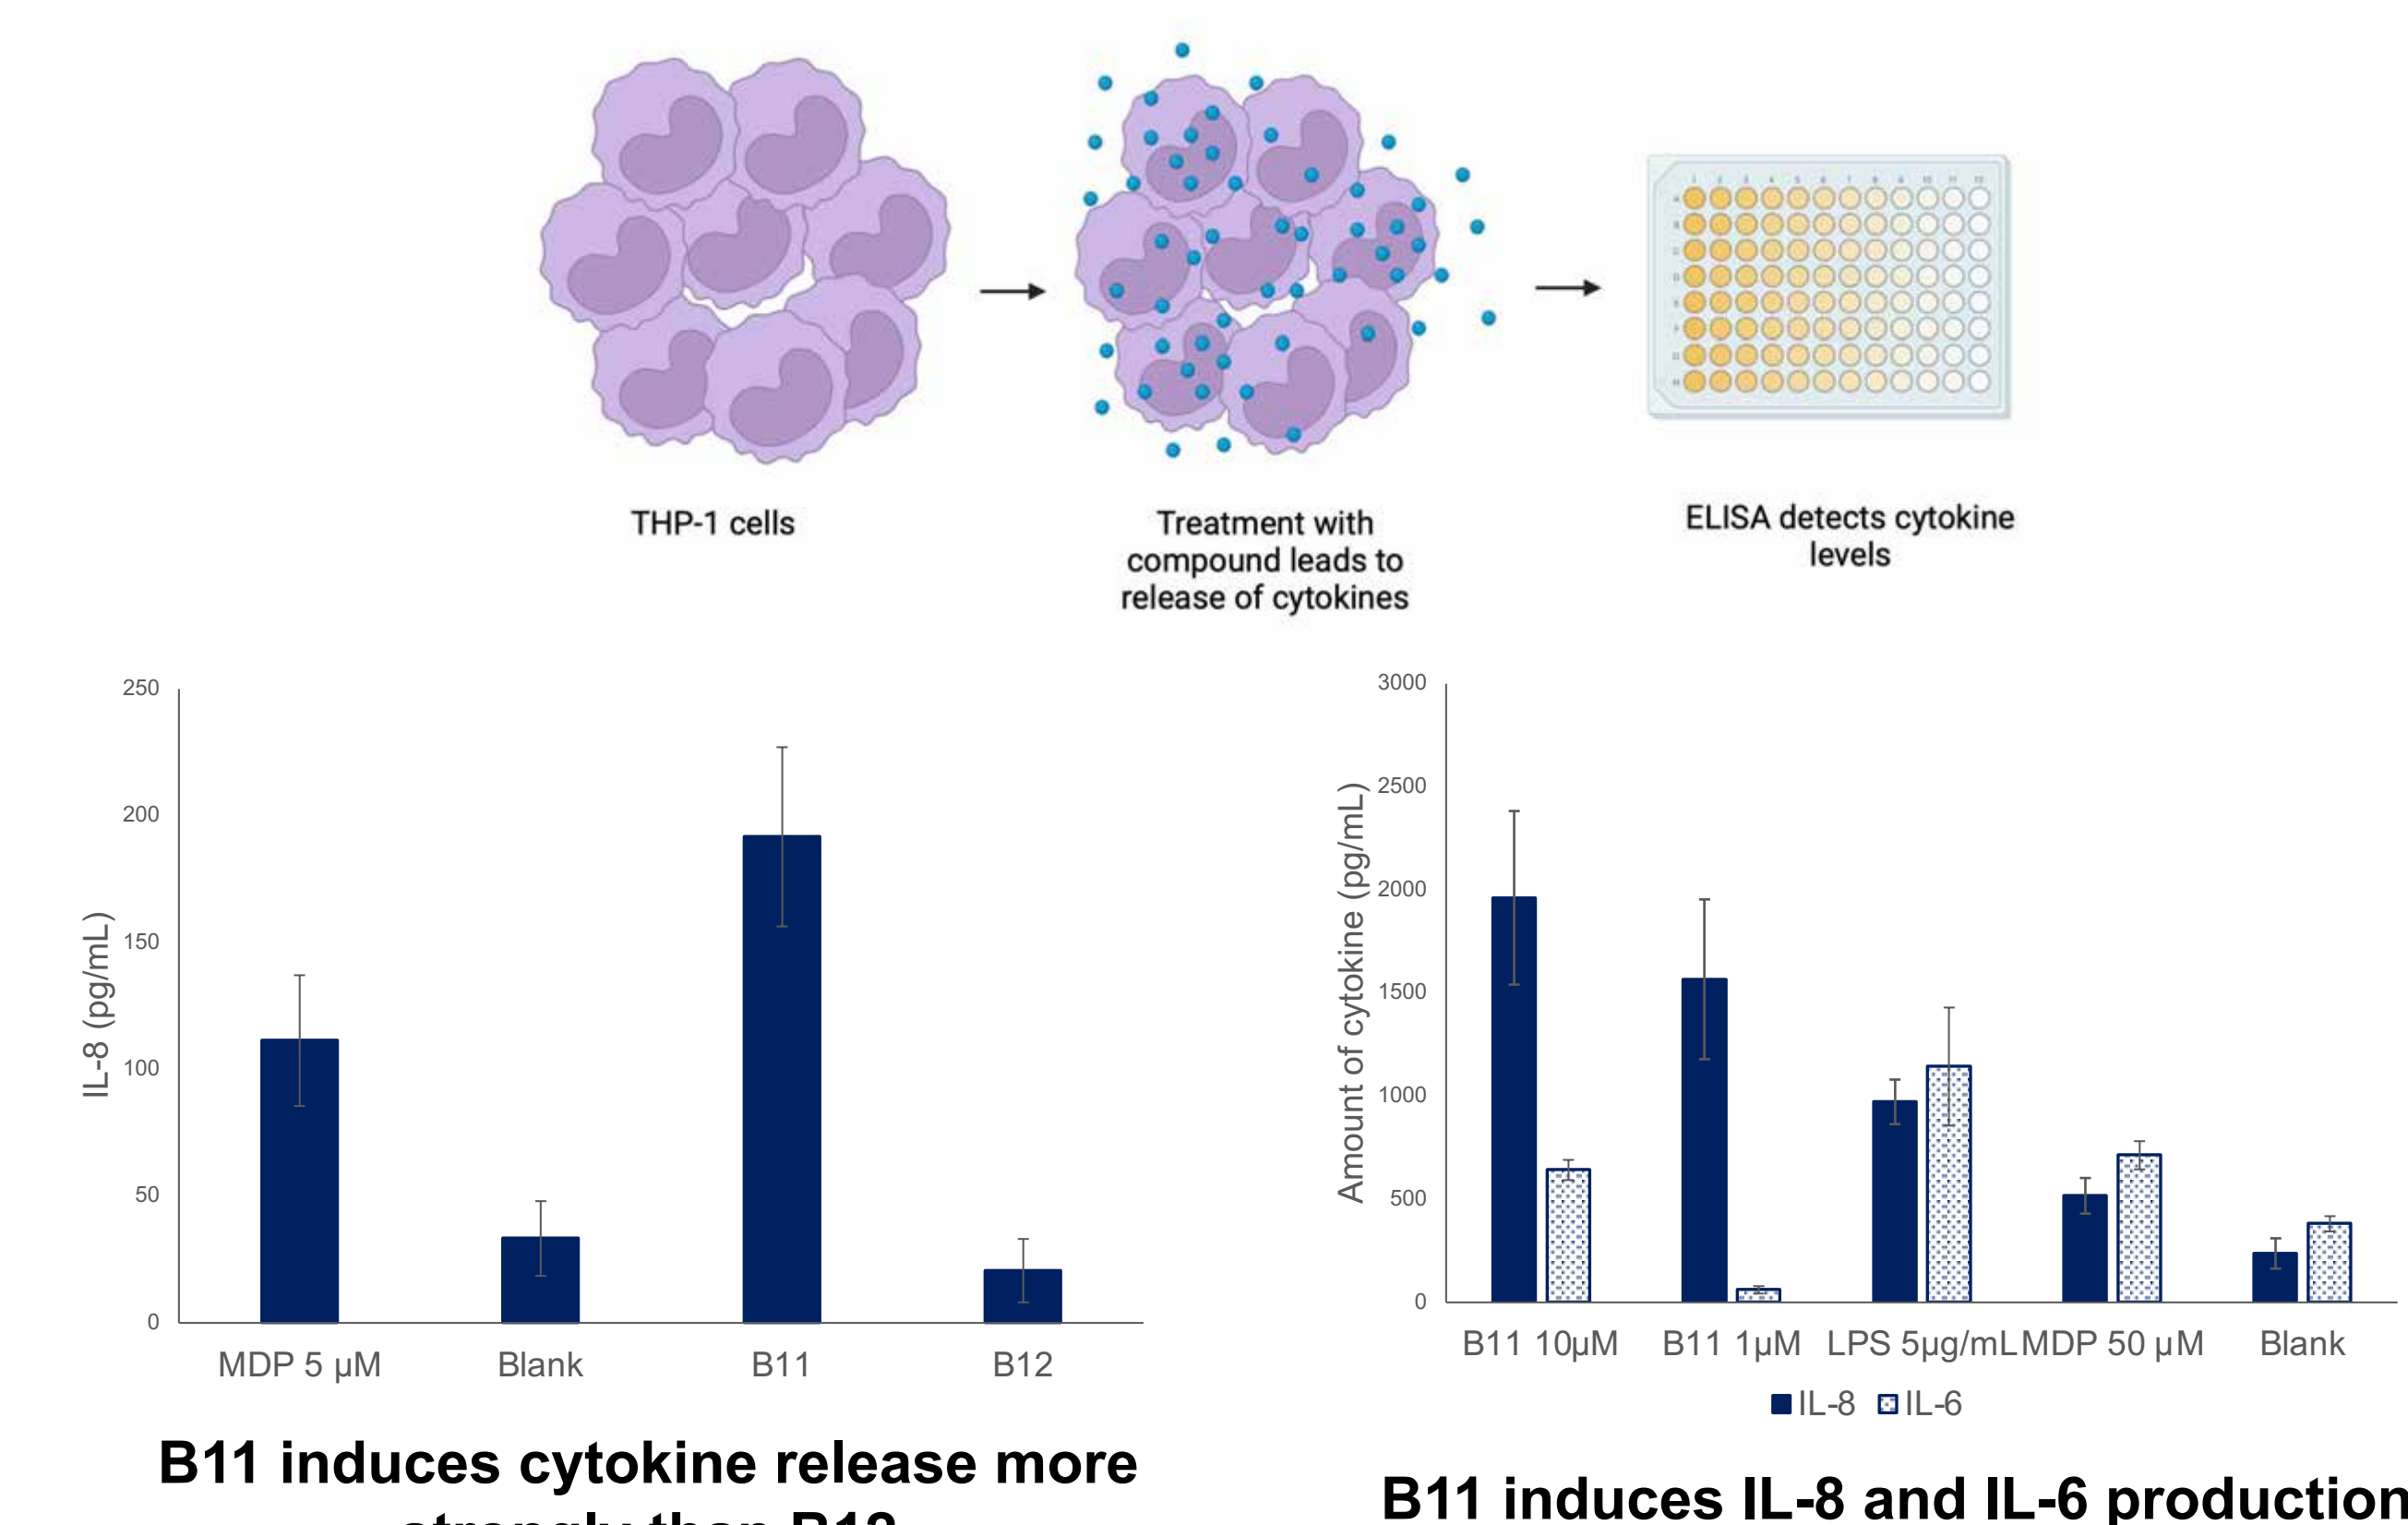 THP-1 cells
Treatment with
compound leads to
release of cytokines
ELISA detects cytokine
levels
250
200
150
100
50
0
IL-8 (pg/mL)
MDP 5 µM
Blank
B11
B12
B11 induces cytokine release more
strongly than B12
3000
2500
2000
1500
1000
500
0
Amount of cytokine (pg/mL)
B11 10µM
B11 1µM
LPS 5µg/mL
MDP 50 µM
Blank
IL-8
IL-6
B11 induces IL-8 and IL-6 production